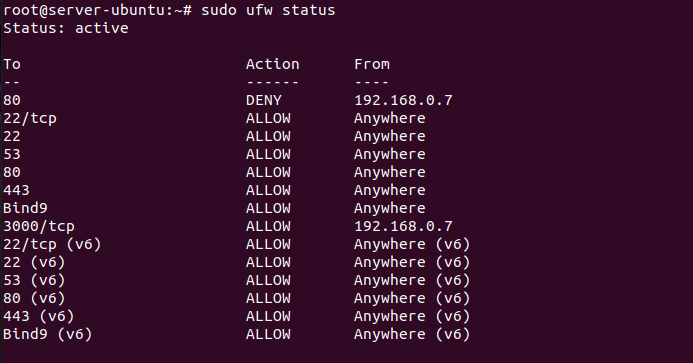 root@server-ubuntu:~# sudo ufw status
Status: active
To Action From
-- ------ ----
80 DENY 192.168.0.7
22/tcp ALLOW Anywhere
22 ALLOW Anywhere
53 ALLOW Anywhere
80 ALLOW Anywhere
443 ALLOW Anywhere
Bind9 ALLOW Anywhere
3000/tcp ALLOW 192.168.0.7
22/tcp (v6) ALLOW Anywhere (v6)
22 (v6) ALLOW Anywhere (v6)
53 (v6) ALLOW Anywhere (v6)
80 (v6) ALLOW Anywhere (v6)
443 (v6) ALLOW Anywhere (v6)
Bind9 (v6) ALLOW Anywhere (v6)